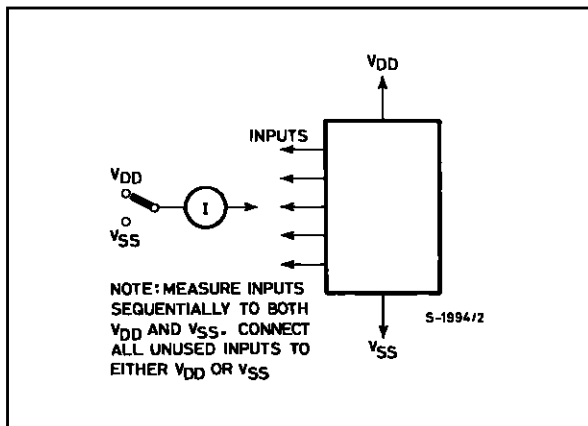 VDD
INPUTS
VDD
I
VSS
NOTE: MEASURE INPUTS
SEQUENTIALLY TO BOTH
VDD AND VSS. CONNECT
ALL UNUSED INPUTS TO
EITHER VDD OR VSS
S-1994/2
VSS